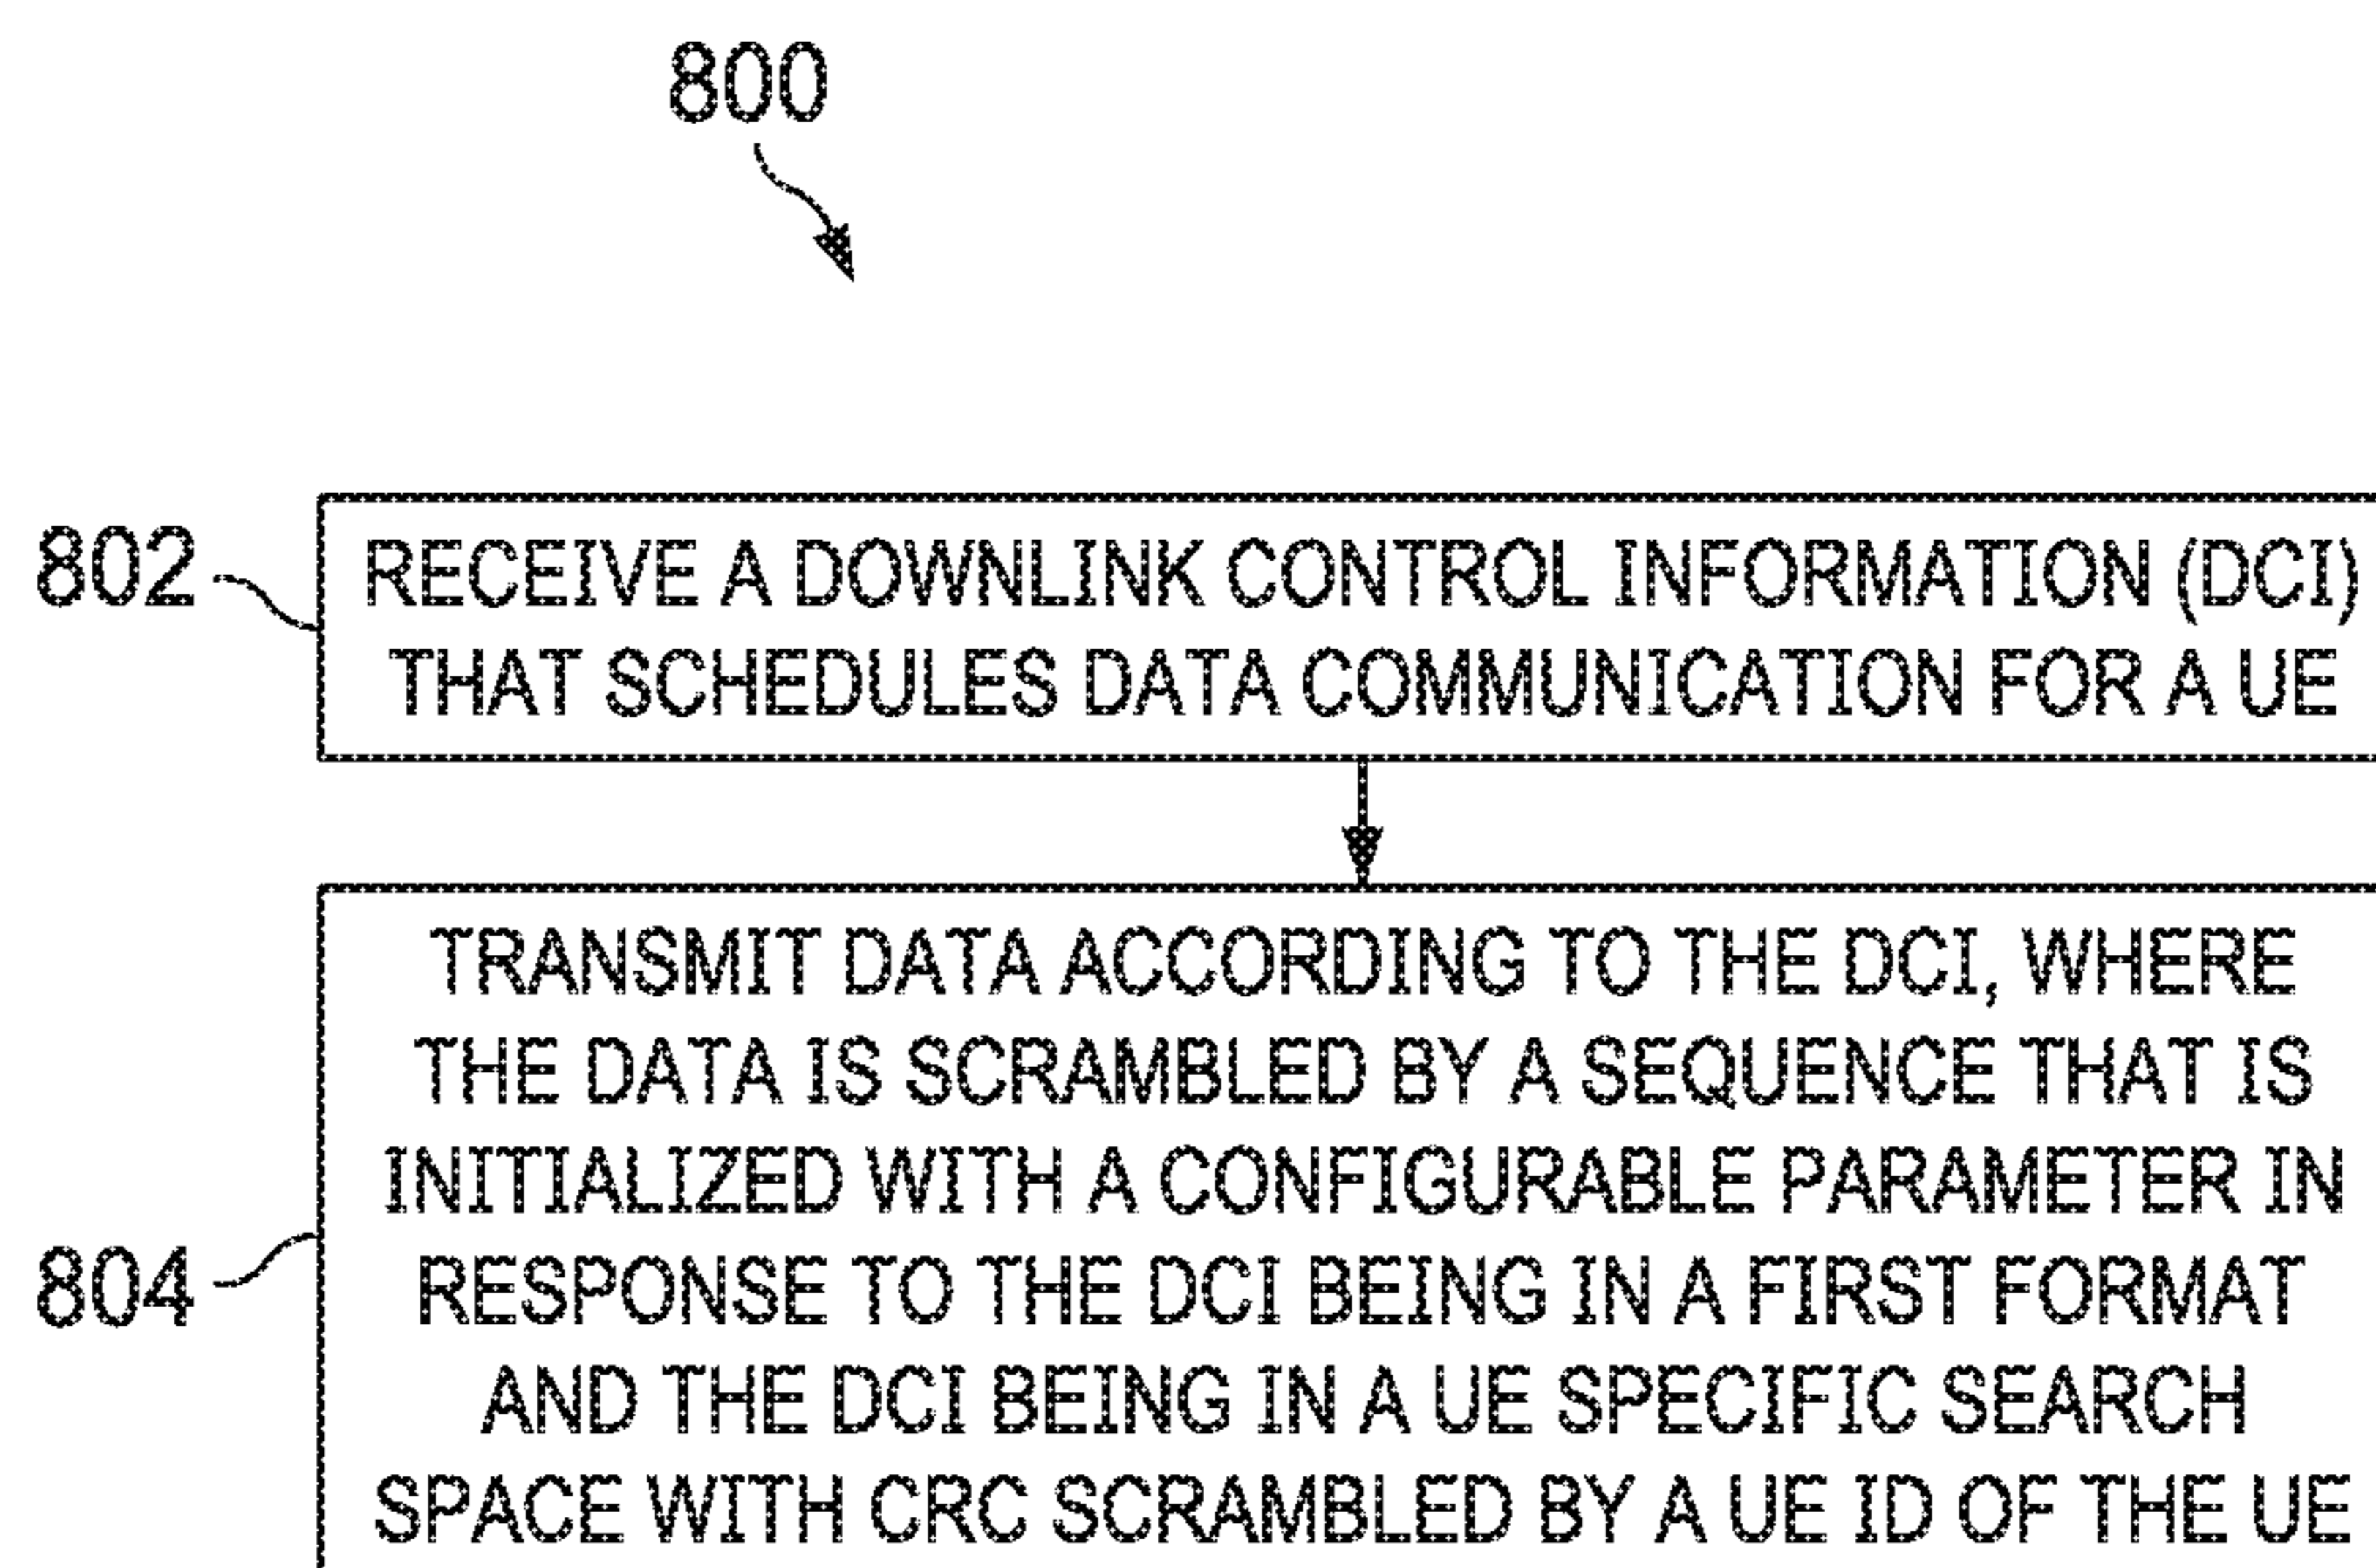 800
802
RECEIVE A DOWNLINK CONTROL INFORMATION (DCI)
THAT SCHEDULES DATA COMMUNICATION FOR A UE
TRANSMIT DATA ACCORDING TO THE DCI, WHERE
THE DATA IS SCRAMBLED BY A SEQUENCE THAT IS
INITIALIZED WITH A CONFIGURABLE PARAMETER IN
804
RESPONSE TO THE DCI BEING IN A FIRST FORMAT
AND THE DCI BEING IN A UE SPECIFIC SEARCH
SPACE WITH CRC SCRAMBLED BY A UE ID OF THE UE